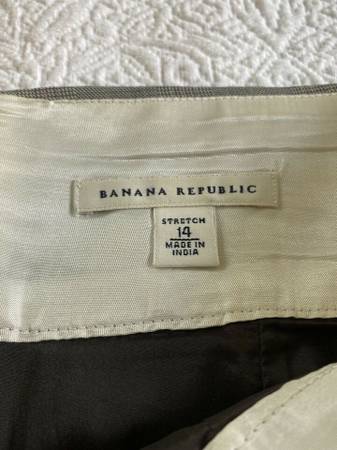 BANANA REPUBLIC
STRETCH
14
MADE IN
INDIA